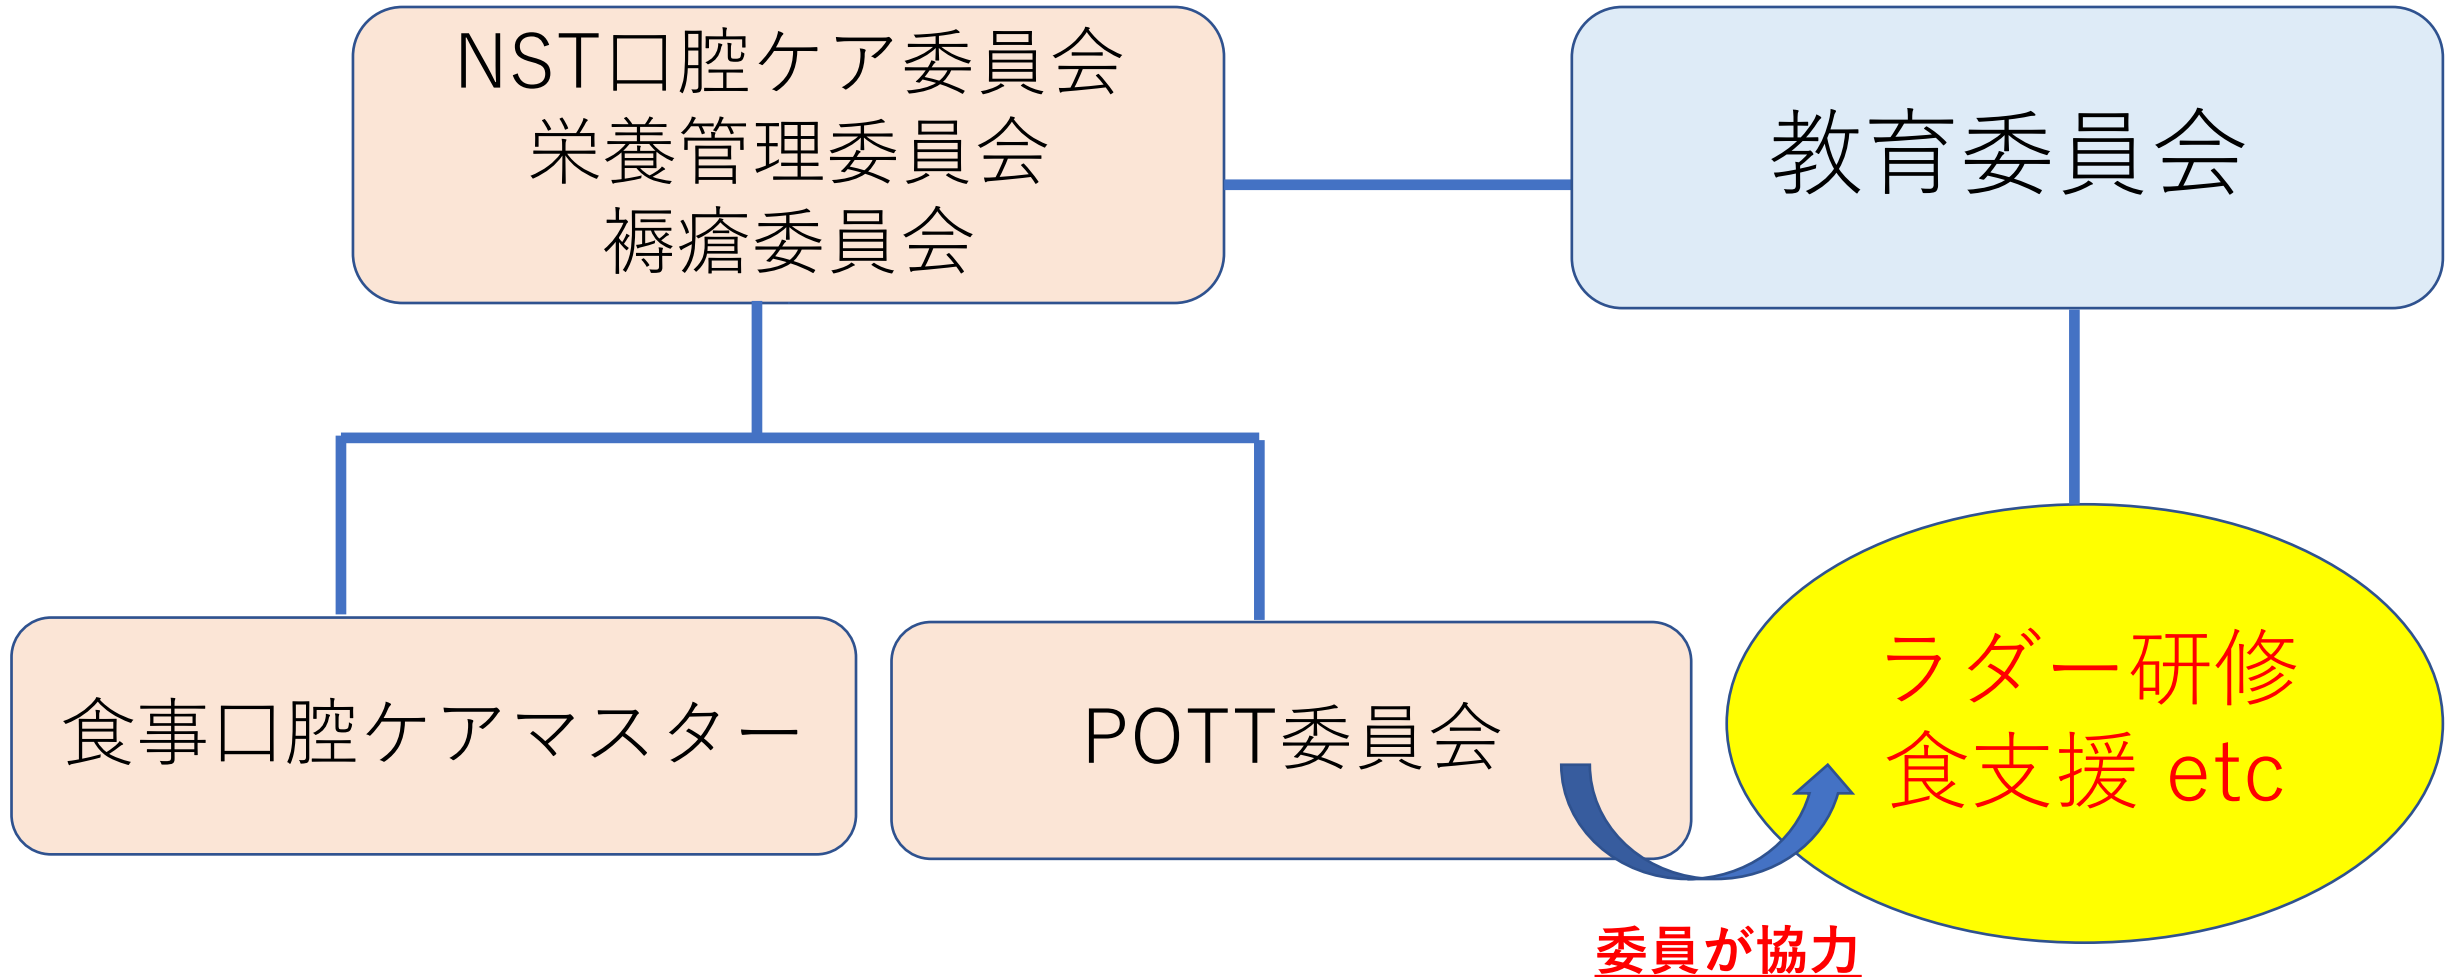 NST口腔ケア委員会
栄養管理委員会
褥瘡委員会
教育委員会
食事口腔ケアマスター
POTT委員会
ラダー研修
食支援 etc
委員が協力